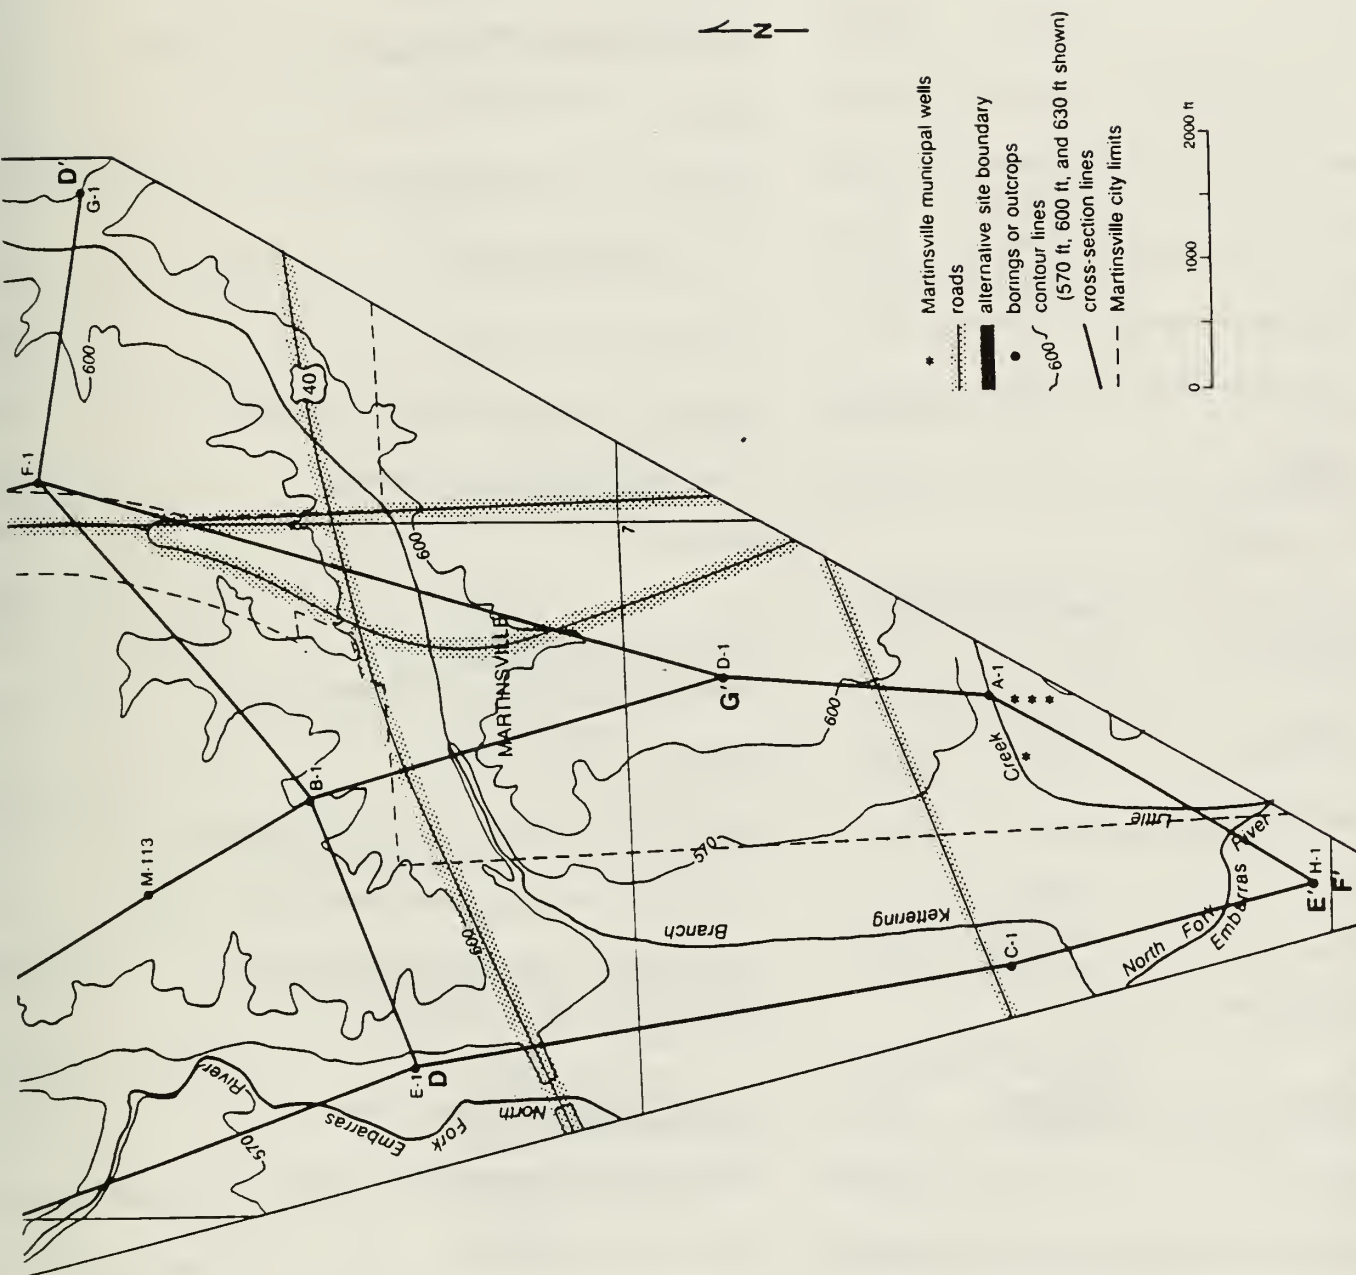 N
Martinsville municipal wells
roads
alternative site boundary
borings or outcrops
600
contour lines
(570 ft, 600 ft, and 630 ft shown)
cross-section lines
Martinsville city limits
0
1000
2000 ft
D'
G-1
F-1
600
40
600
7
MARTINSVILLE
B-1
M-113
600
E-1
D
River
Embarras
Fork
North
570
G'
D-1
600
570
Kettering
Branch
C-1
A-1
Creek
Little
North Fork
Embarras River
E'
H-1
F'